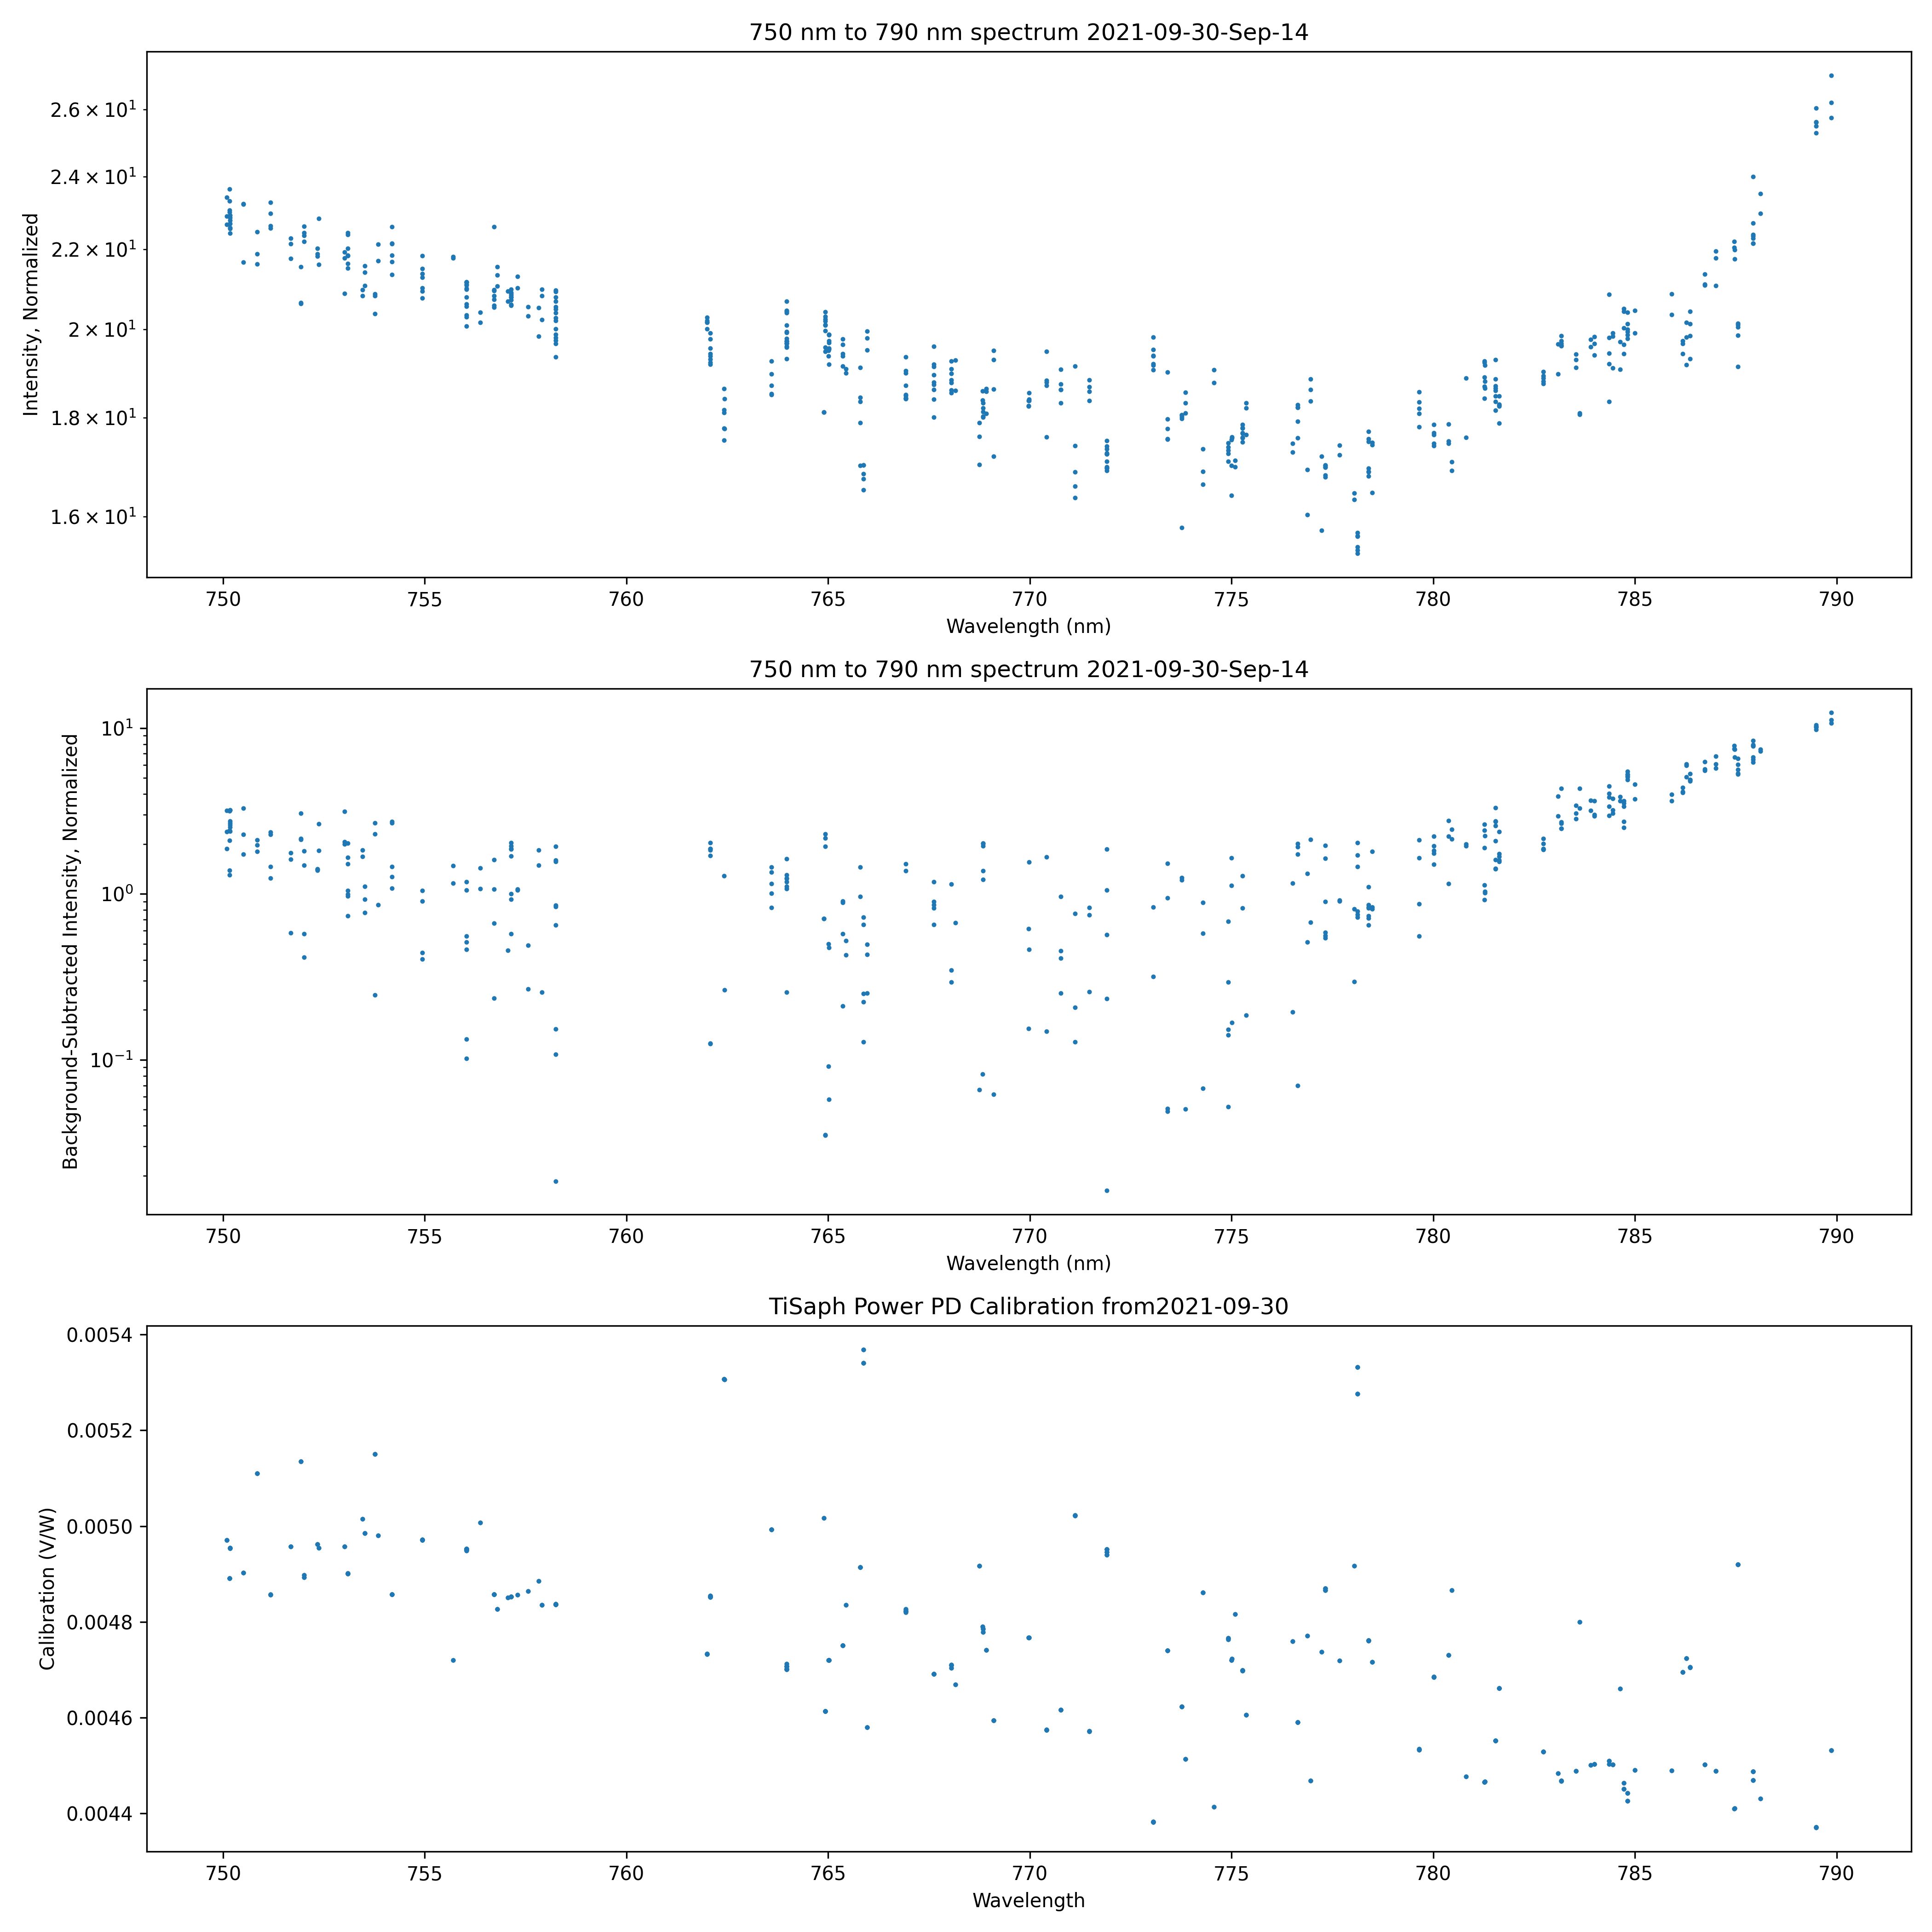 750 nm to 790 nm spectrum 2021-09-30-Sep-14
Intensity, Normalized
2.6 × 10¹
2.4 × 10¹
2.2 × 10¹
2 × 10¹
1.8 × 10¹
1.6 × 10¹
750 755 760 765 770 775 780 785 790
Wavelength (nm)
750 nm to 790 nm spectrum 2021-09-30-Sep-14
Background-Subtracted Intensity, Normalized
10¹
10⁰
10⁻¹
750 755 760 765 770 775 780 785 790
Wavelength (nm)
TiSaph Power PD Calibration from2021-09-30
Calibration (V/W)
0.0054
0.0052
0.0050
0.0048
0.0046
0.0044
750 755 760 765 770 775 780 785 790
Wavelength